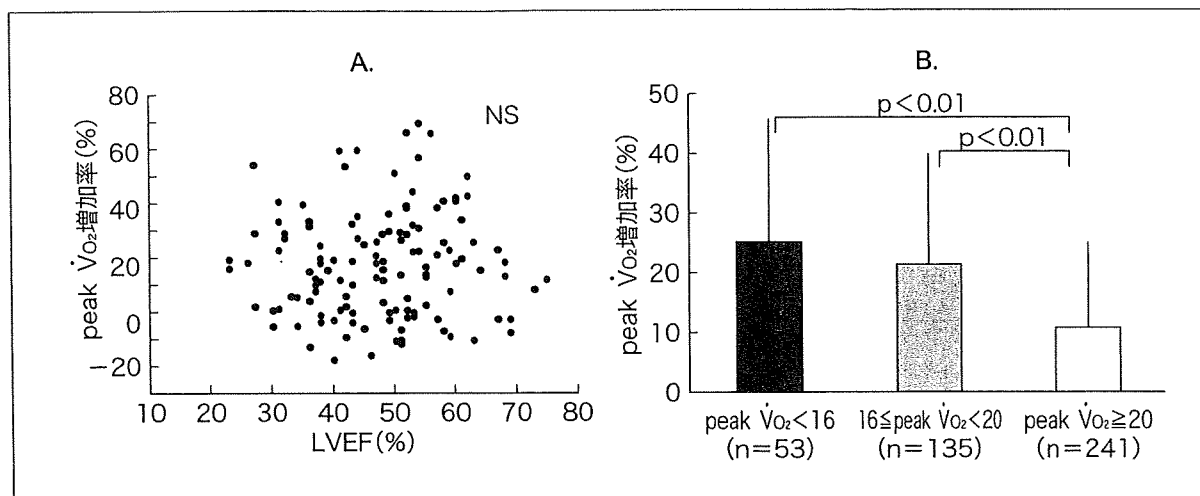 A.
80
60
40
20
0
−20
peak V̇O₂増加率(%)
NS
10 20 30 40 50 60 70 80
LVEF(%)
B.
50
40
30
20
10
0
peak V̇O₂増加率(%)
p<0.01
p<0.01
peak V̇O₂<16 16≦peak V̇O₂<20 peak V̇O₂≧20
(n=53) (n=135) (n=241)